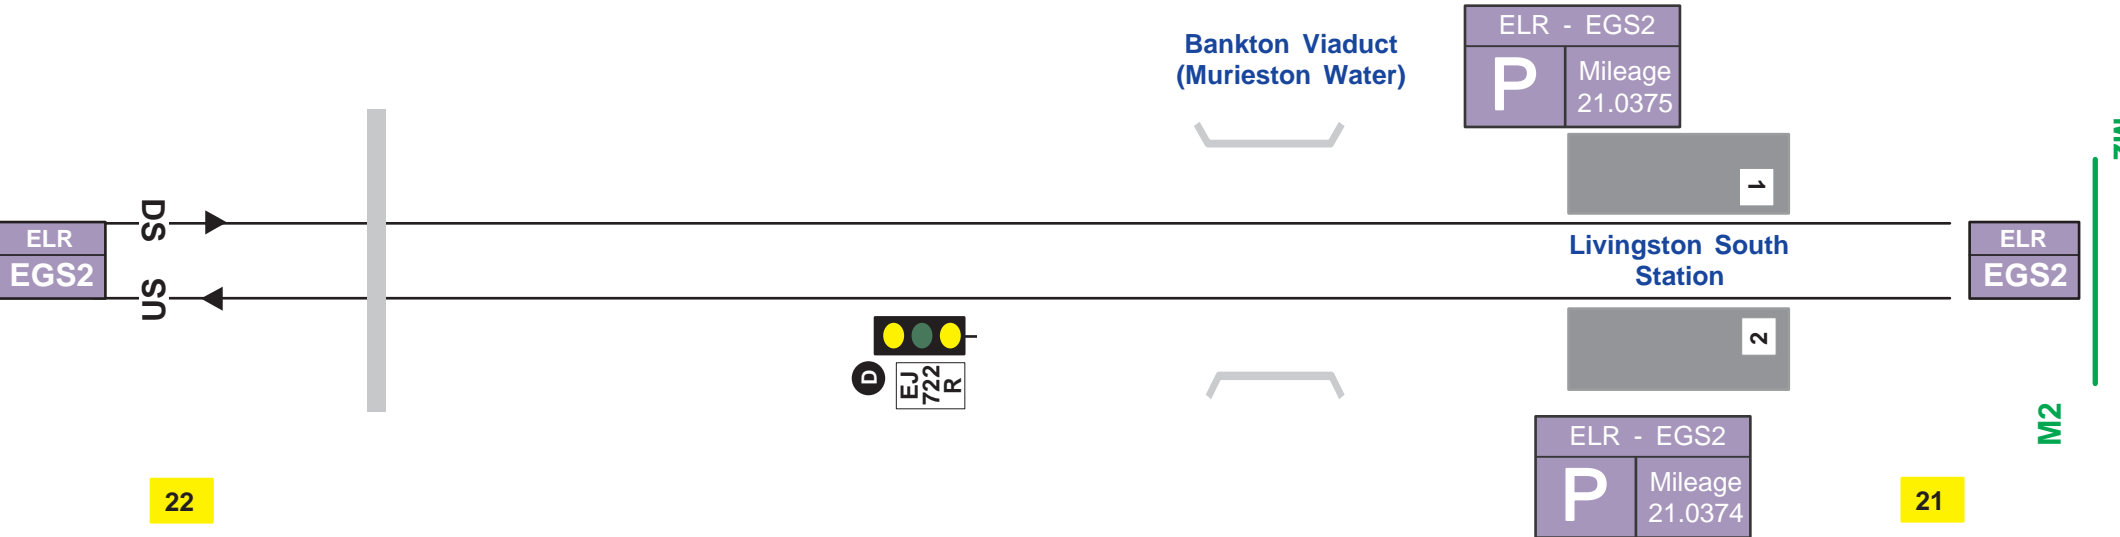 Bankton Viaduct
(Murieston Water)
ELR - EGS2
P
Mileage
21.0375
1
DS
US
ELR
EGS2
Livingston South
Station
ELR
EGS2
2
D
EJ
722
R
M2
ELR - EGS2
P
Mileage
21.0374
22
21